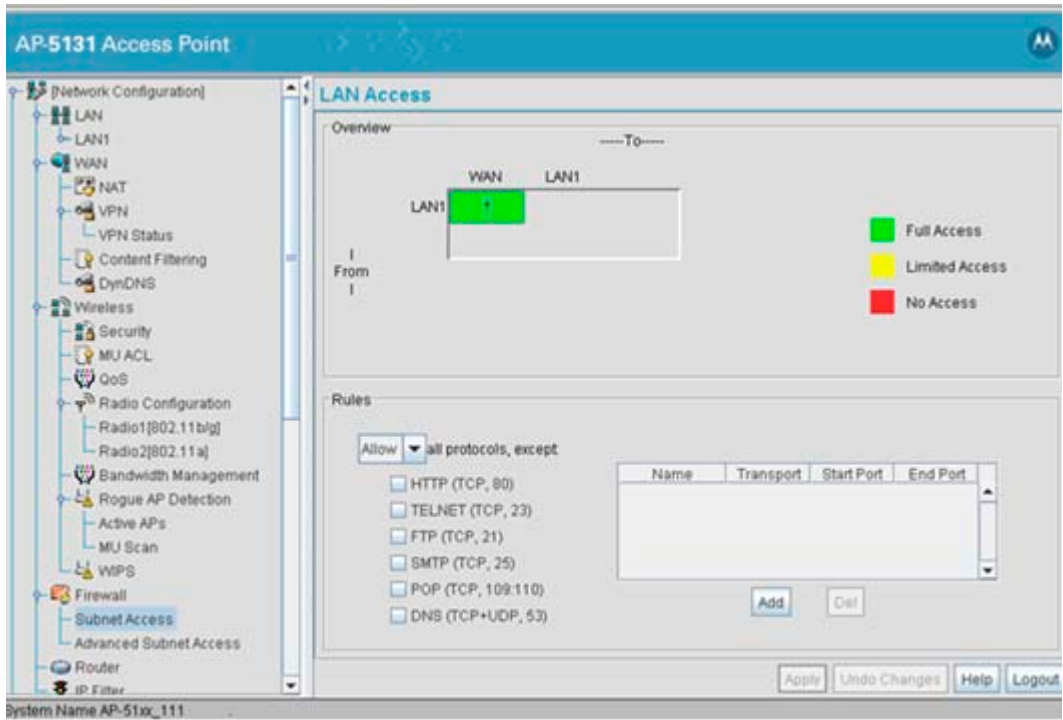 AP-5131 Access Point
[Network Configuration]
LAN
LAN1
WAN
NAT
VPN
VPN Status
Content Filtering
DynDNS
Wireless
Security
MU ACL
QoS
Radio Configuration
Radio1[802.11b/g]
Radio2[802.11a]
Bandwidth Management
Rogue AP Detection
Active APs
MU Scan
WIPS
Firewall
Subnet Access
Advanced Subnet Access
Router
IP Filter
LAN Access
Overview
-----To-----
WAN LAN1
LAN1
*
|
From
|
Full Access
Limited Access
No Access
Rules
Allow all protocols, except
HTTP (TCP, 80)
TELNET (TCP, 23)
FTP (TCP, 21)
SMTP (TCP, 25)
POP (TCP, 109:110)
DNS (TCP+UDP, 53)
Name Transport Start Port End Port
Add Del
Apply Undo Changes Help Logout
System Name AP-51xx_111